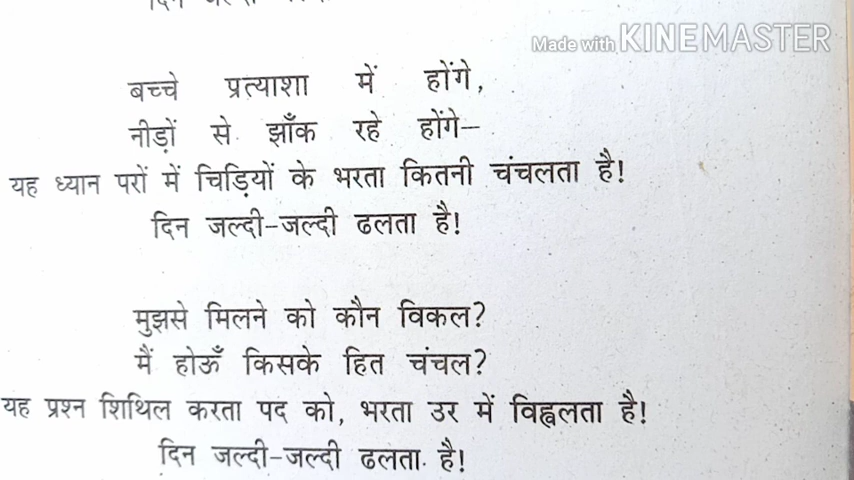 Made with KINEMASTER
बच्चे प्रत्याशा में होंगे,
नीड़ों से झाँक रहे होंगे–
यह ध्यान परों में चिड़ियों के भरता कितनी चंचलता है!
दिन जल्दी-जल्दी ढलता है!
मुझसे मिलने को कौन विकल?
मैं होऊँ किसके हित चंचल?
यह प्रश्न शिथिल करता पद को, भरता उर में विह्वलता है!
दिन जल्दी-जल्दी ढलता है!